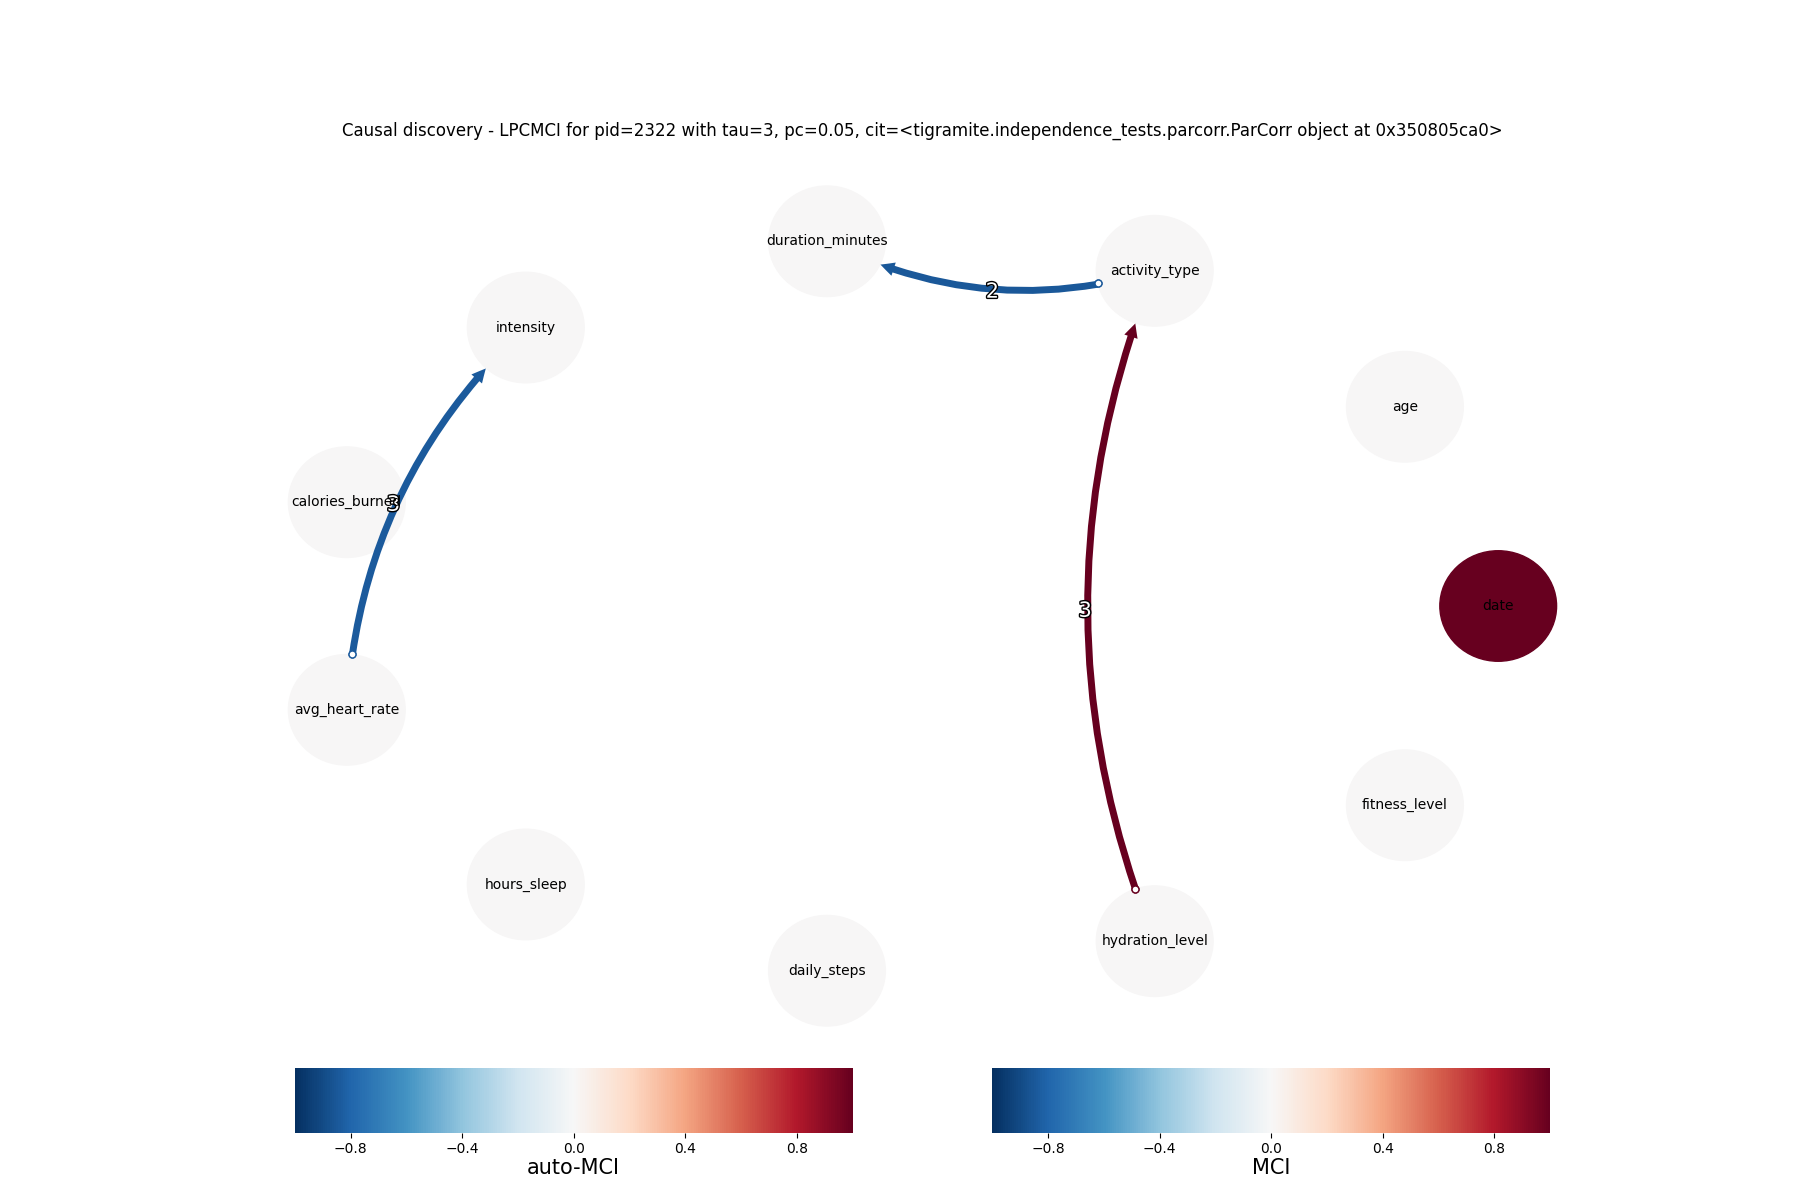 Causal discovery - LPCMCI for pid=2322 with tau=3, pc=0.05, cit=<tigramite.independence_tests.parcorr.ParCorr object at 0x350805ca0>
duration_minutes
activity_type
2
intensity
age
calories_burned
3
date
3
avg_heart_rate
fitness_level
hours_sleep
hydration_level
daily_steps
−0.8 −0.4 0.0 0.4 0.8
auto-MCI
−0.8 −0.4 0.0 0.4 0.8
MCI